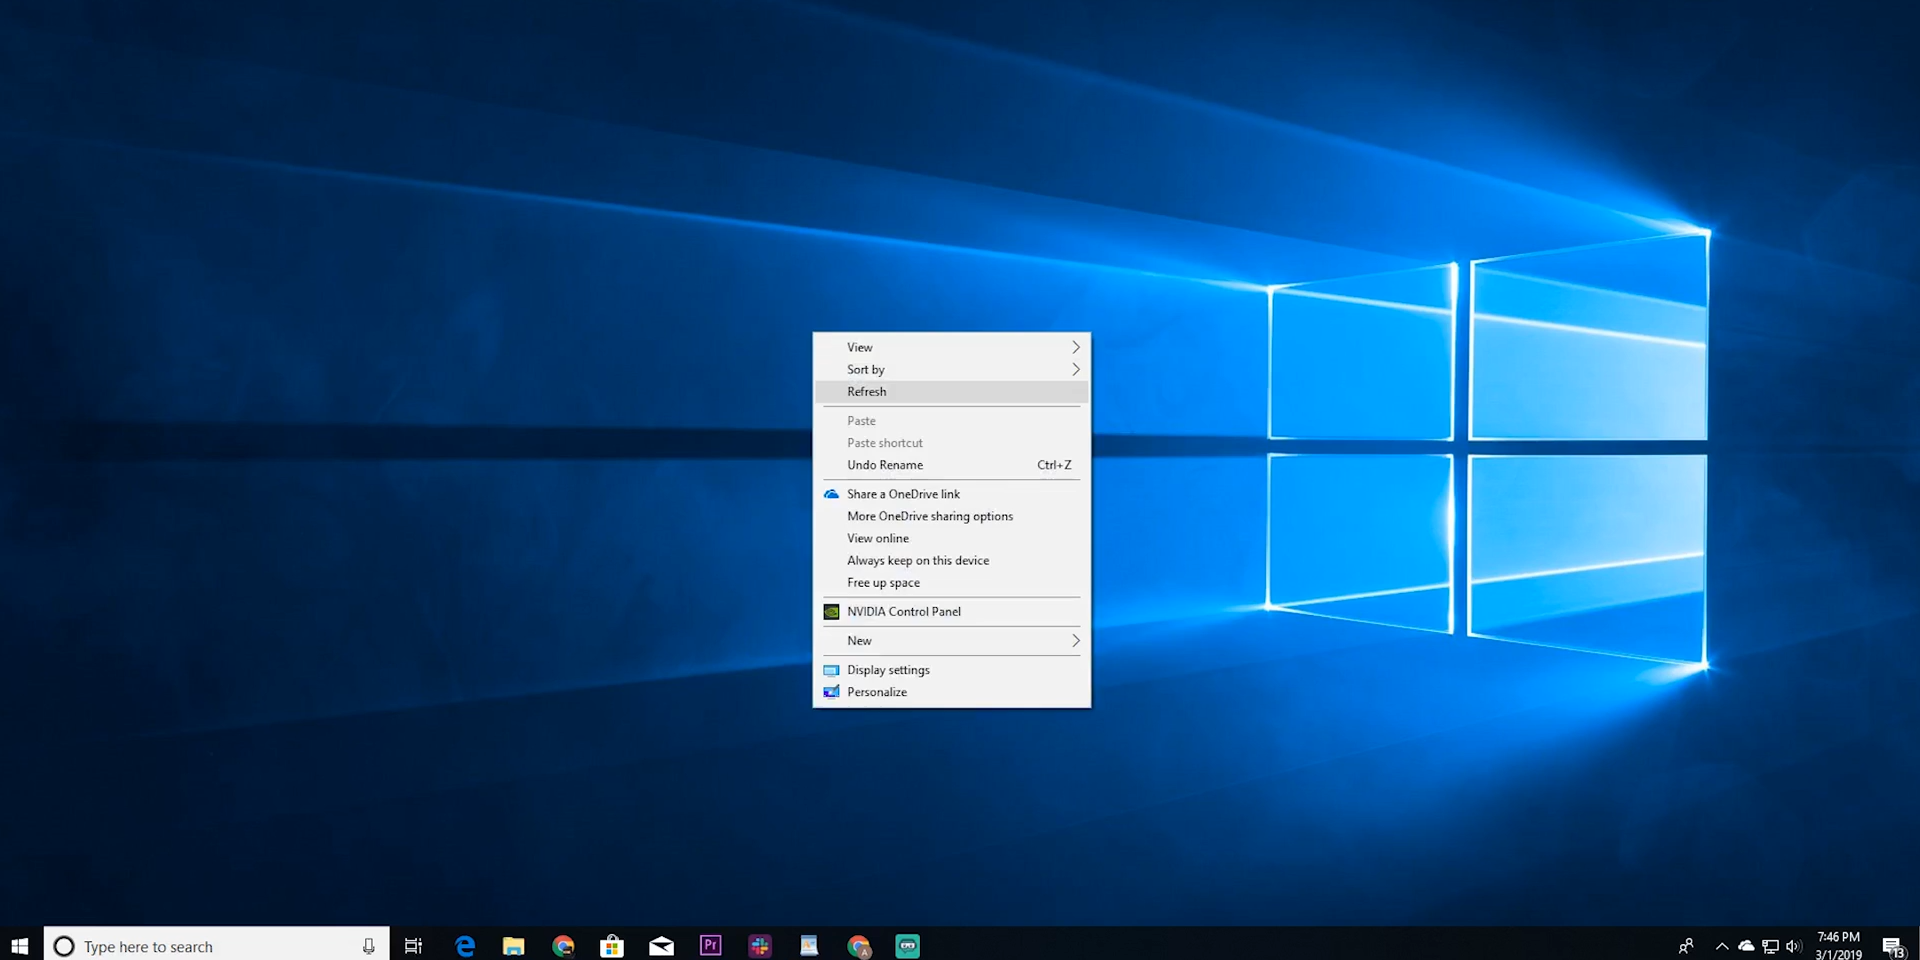 View
Sort by
Refresh
Paste
Paste shortcut
Undo Rename Ctrl+Z
Share a OneDrive link
More OneDrive sharing options
View online
Always keep on this device
Free up space
NVIDIA Control Panel
New
Display settings
Personalize
Type here to search
Pr
A
7:46 PM
3/1/2019
13